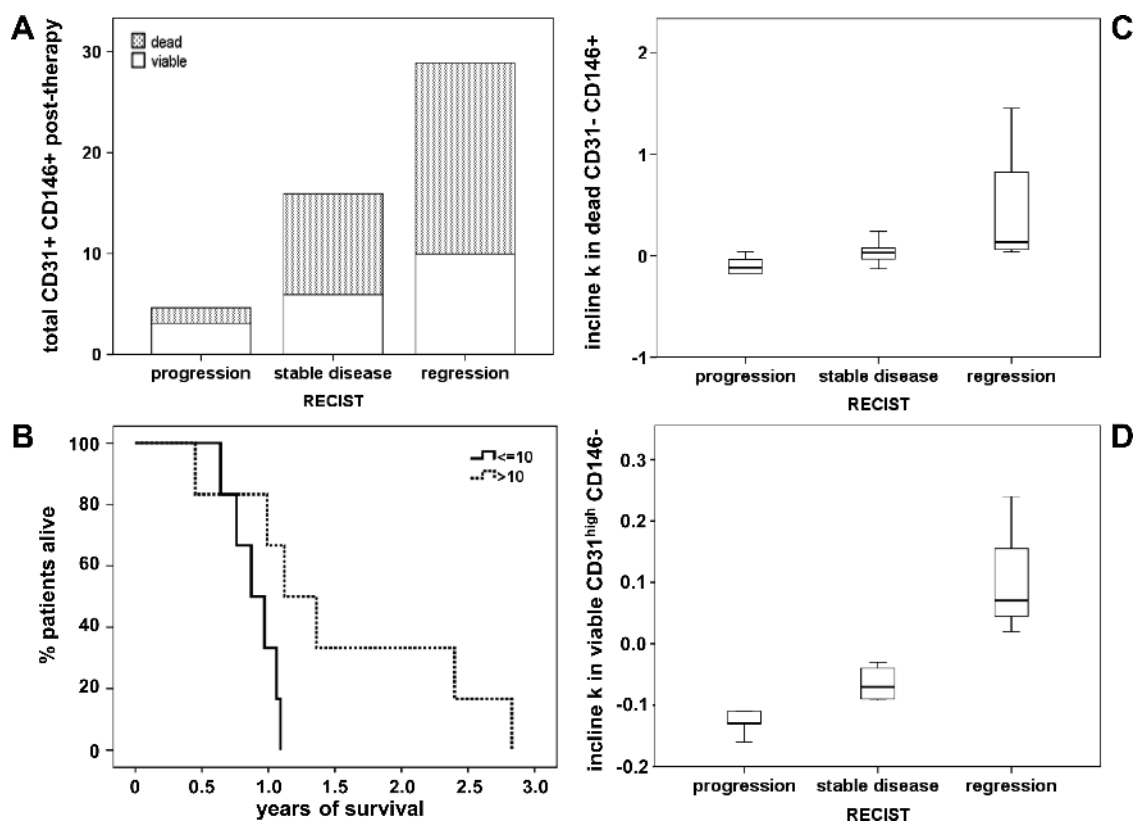 A
total CD31+ CD146+ post-therapy
dead
viable
30
20
10
0
progression stable disease regression
RECIST
C
incline k in dead CD31- CD146+
2
1
0
-1
progression stable disease regression
RECIST
B
% patients alive
<=10
>10
100
80
60
40
20
0
0 0.5 1.0 1.5 2.0 2.5 3.0
years of survival
D
incline k in viable CD31high CD146-
0.3
0.2
0.1
0.0
-0.1
-0.2
progression stable disease regression
RECIST